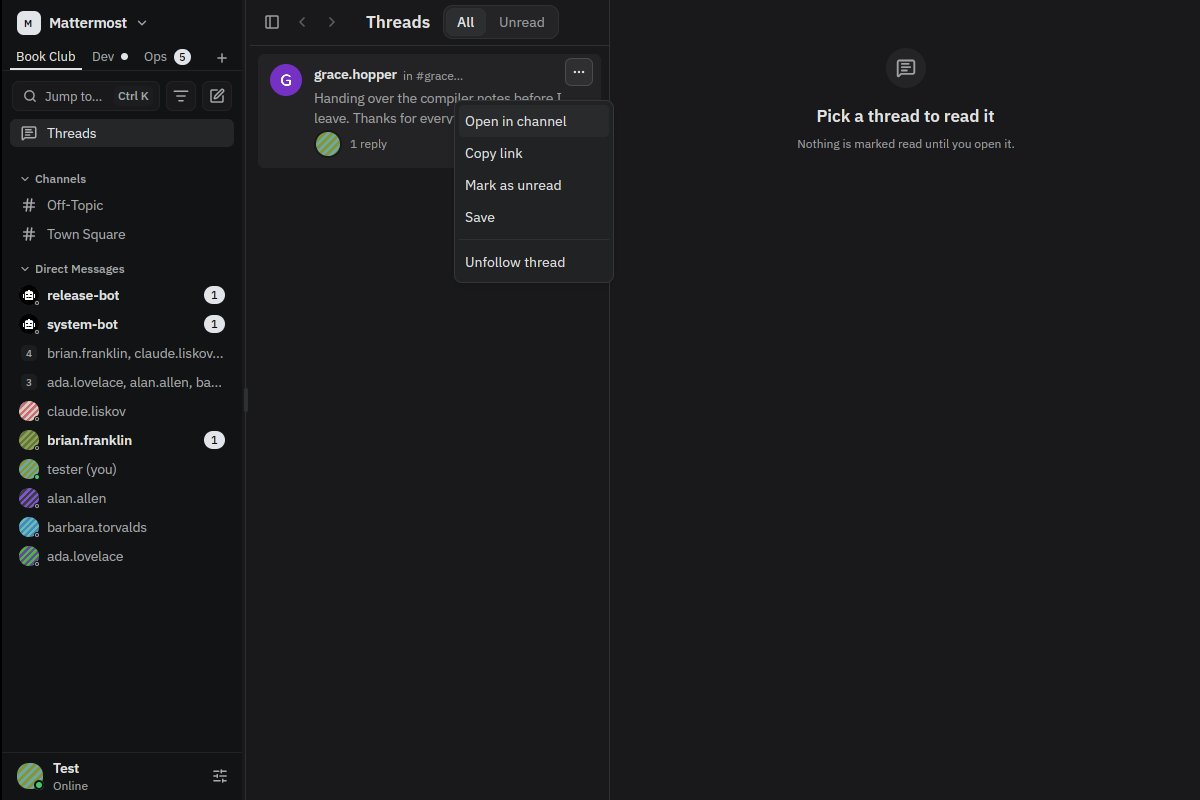 M Mattermost
Book Club Dev Ops 5
Jump to... Ctrl K
Threads
Channels
Off-Topic
Town Square
Direct Messages
release-bot 1
system-bot 1
4 brian.franklin, claude.liskov...
3 ada.lovelace, alan.allen, ba...
claude.liskov
brian.franklin 1
tester (you)
alan.allen
barbara.torvalds
ada.lovelace
Test
Online
Threads All Unread
G grace.hopper in #grace...
Handing over the compiler notes before I
leave. Thanks for
1 reply
Open in channel
Copy link
Mark as unread
Save
Unfollow thread
Pick a thread to read it
Nothing is marked read until you open it.